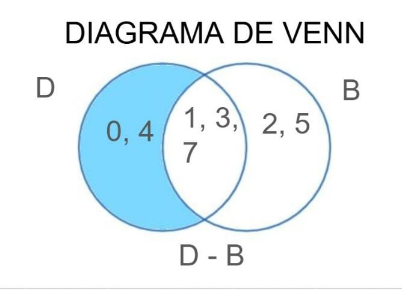 DIAGRAMA DE VENN
D
B
0, 4
1, 3,
7
2, 5
D - B